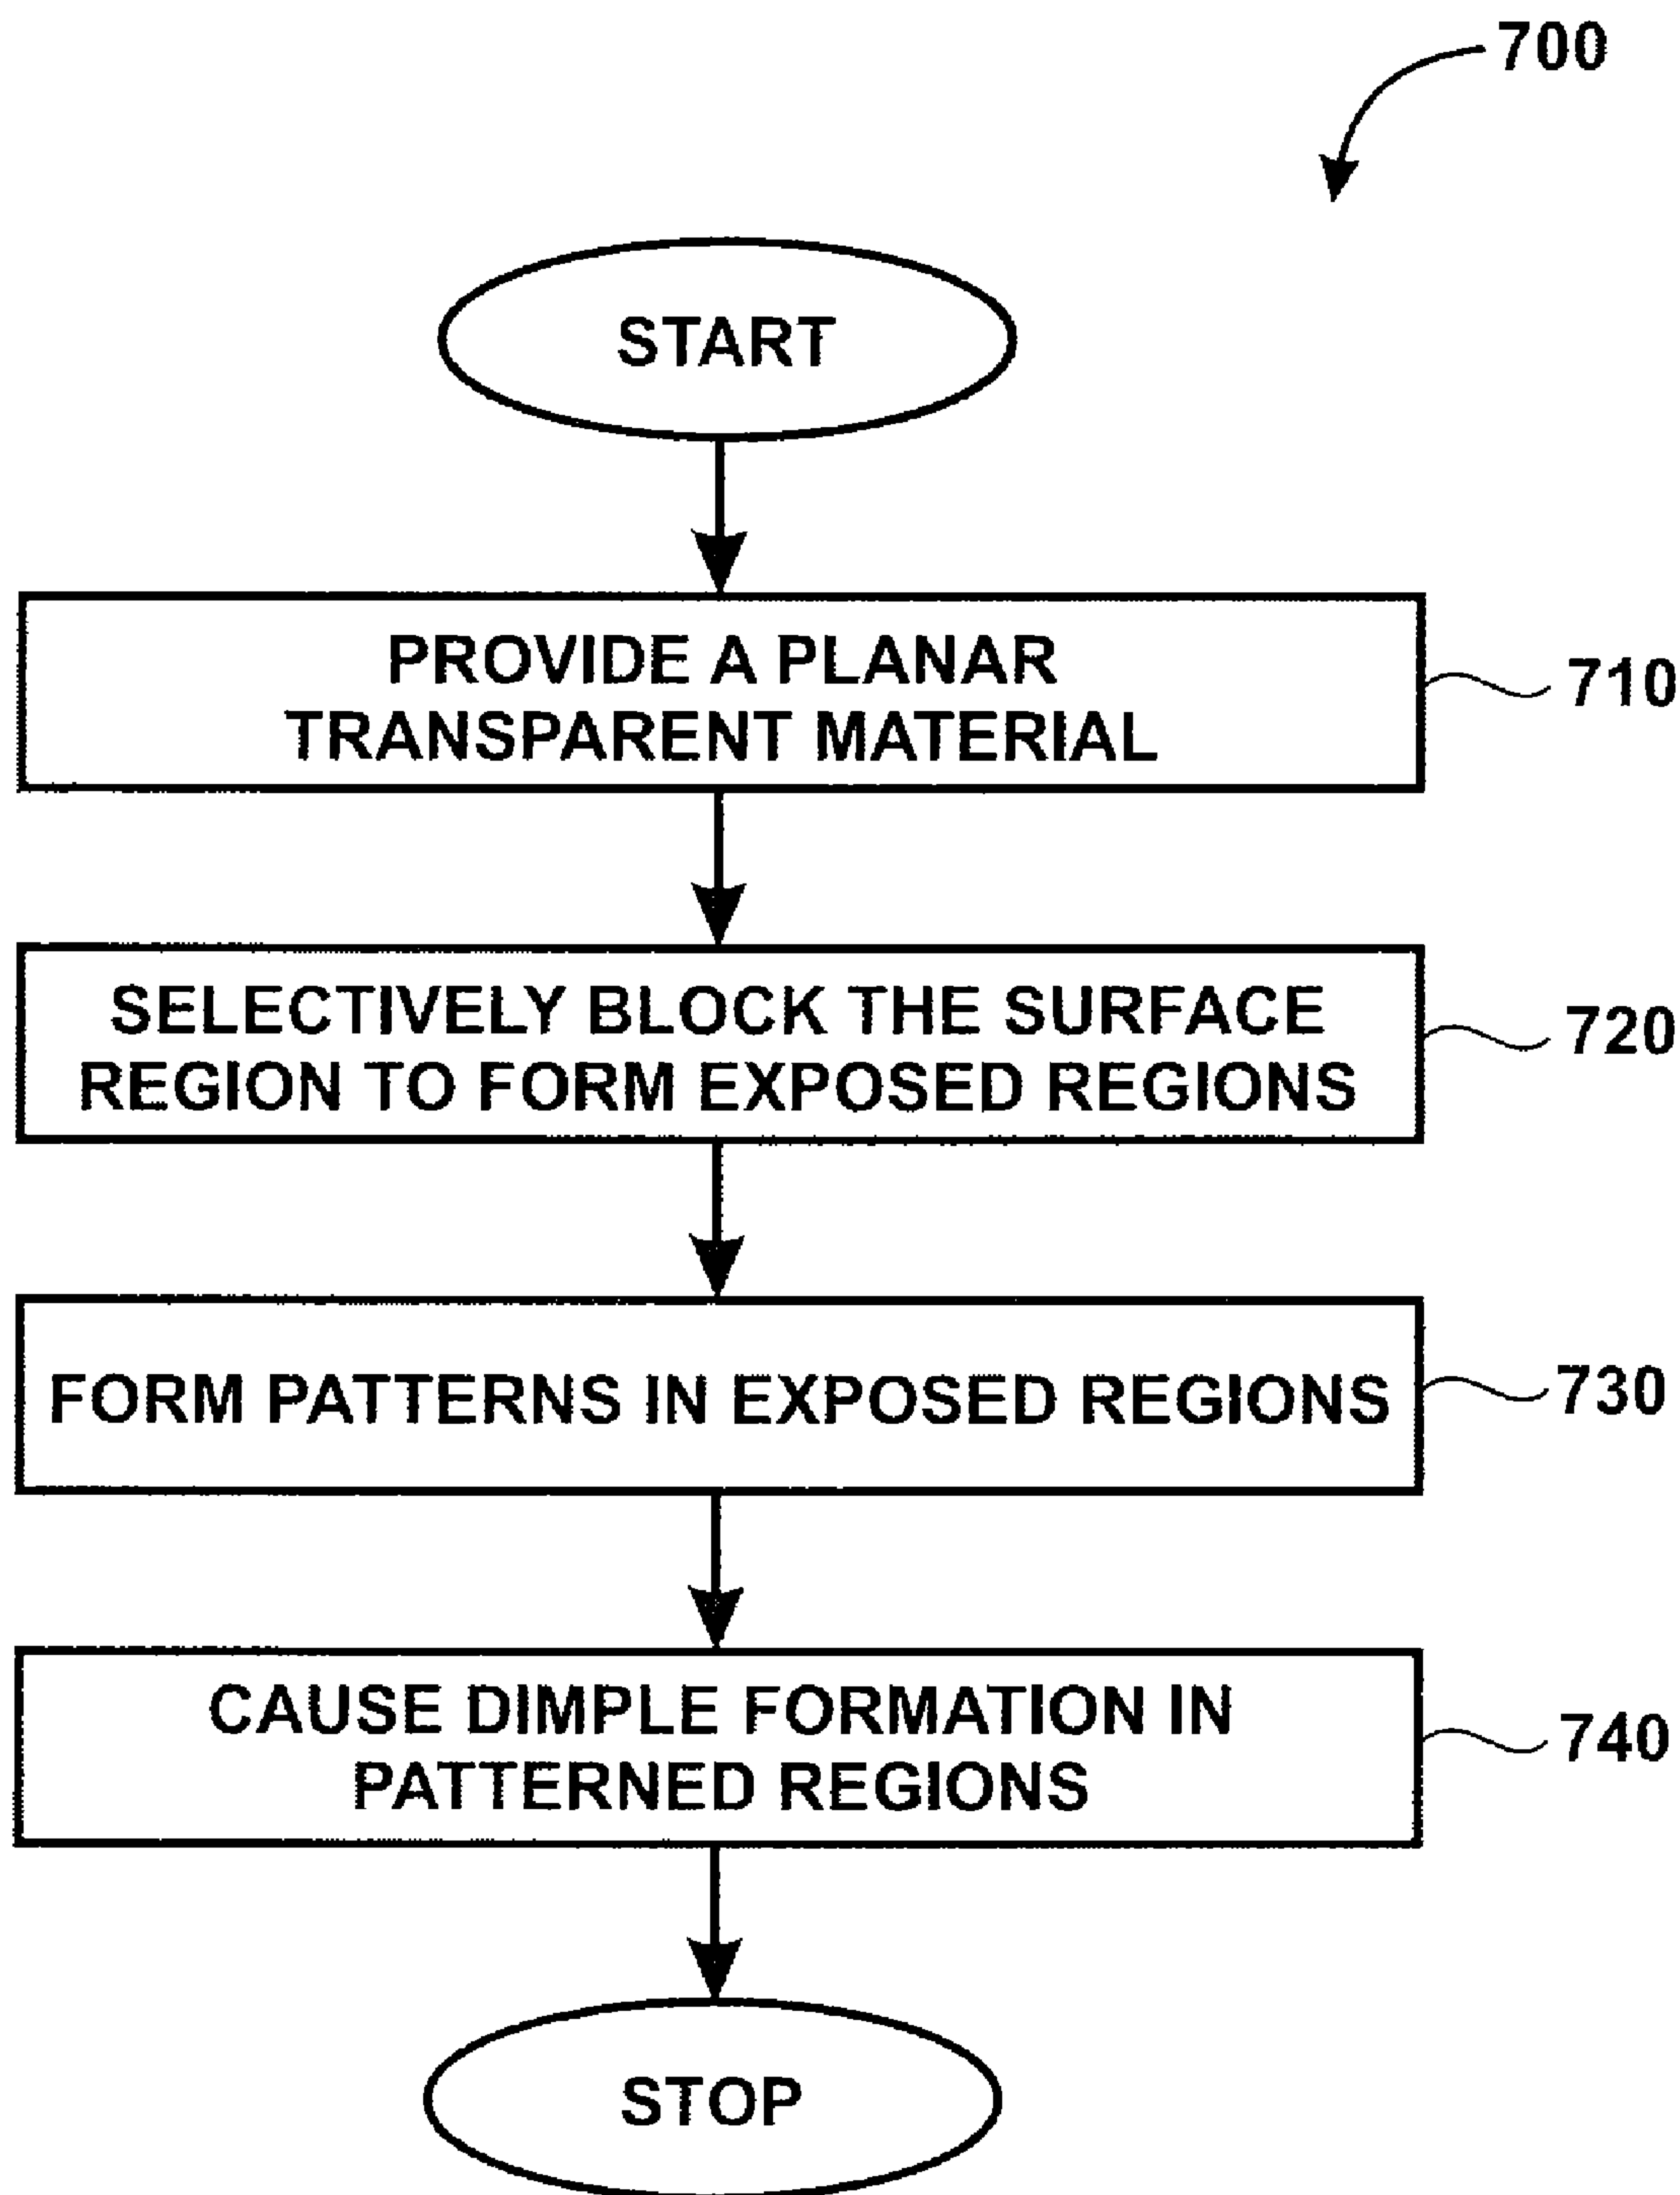 700
START
PROVIDE A PLANAR
TRANSPARENT MATERIAL
710
SELECTIVELY BLOCK THE SURFACE
REGION TO FORM EXPOSED REGIONS
720
FORM PATTERNS IN EXPOSED REGIONS
730
CAUSE DIMPLE FORMATION IN
PATTERNED REGIONS
740
STOP